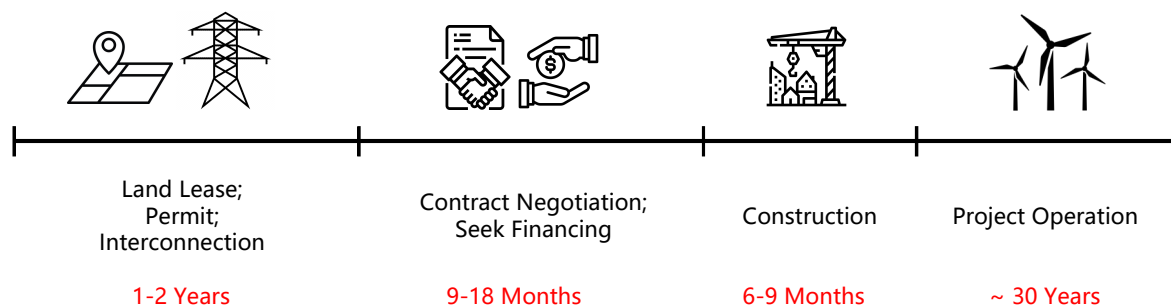 $
Land Lease;
Permit;
Interconnection
Contract Negotiation;
Seek Financing
Construction
Project Operation
1-2 Years
9-18 Months
6-9 Months
~ 30 Years